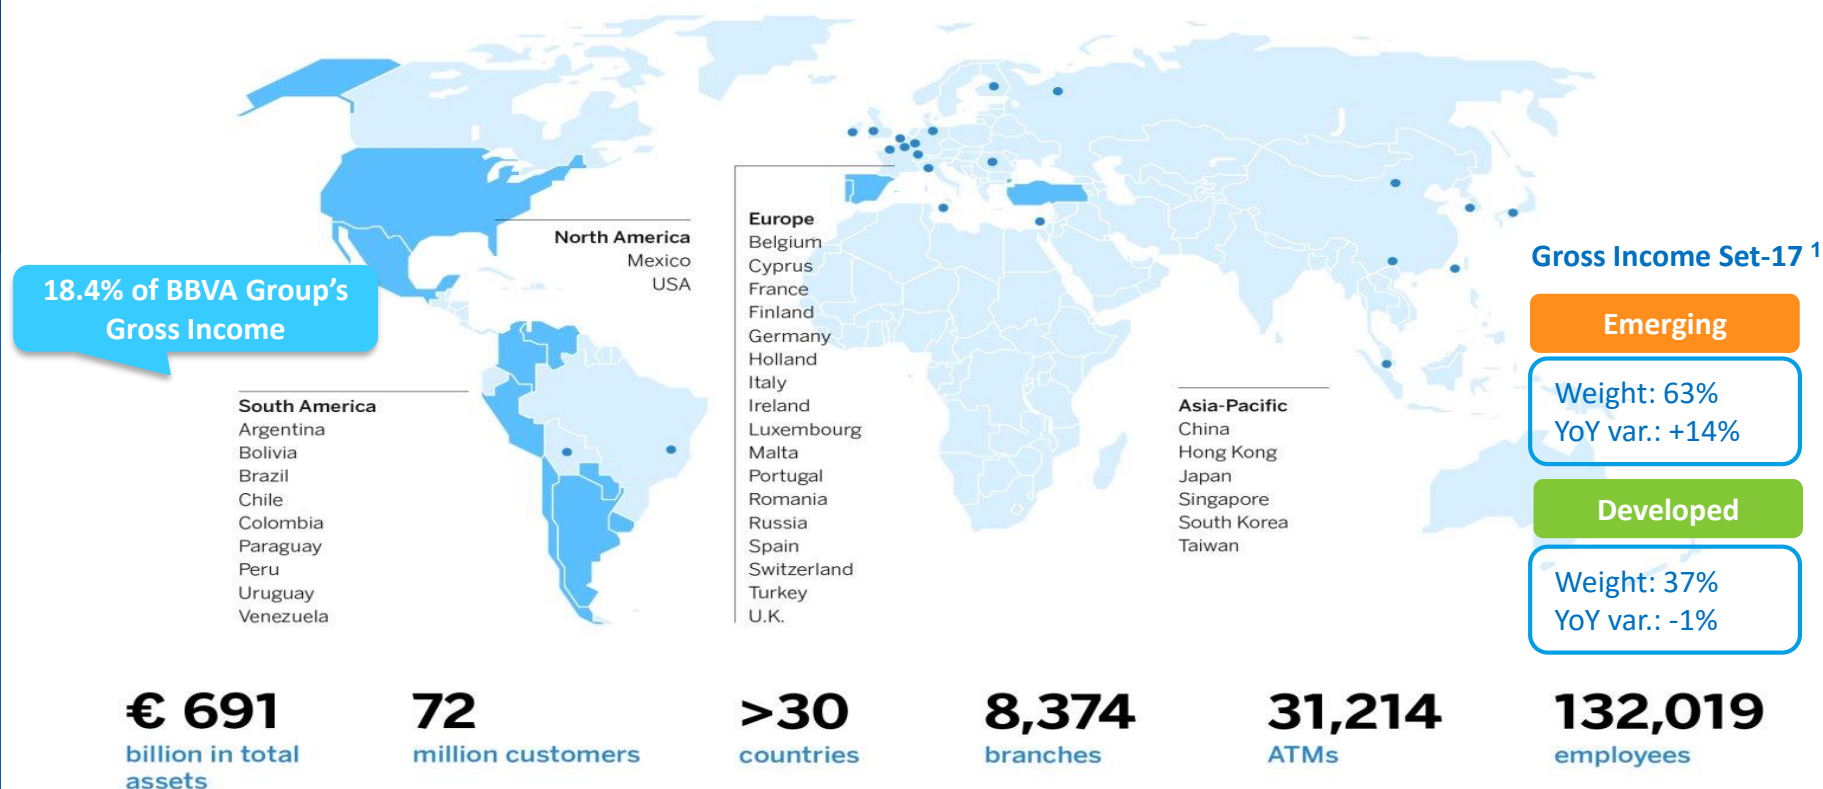 North America
Mexico
USA
18.4% of BBVA Group's
Gross Income
South America
Argentina
Bolivia
Brazil
Chile
Colombia
Paraguay
Peru
Uruguay
Venezuela
Europe
Belgium
Cyprus
France
Finland
Germany
Holland
Italy
Ireland
Luxembourg
Malta
Portugal
Romania
Russia
Spain
Switzerland
Turkey
U.K.
Asia-Pacific
China
Hong Kong
Japan
Singapore
South Korea
Taiwan
Gross Income Set-17 1
Emerging
Weight: 63%
YoY var.: +14%
Developed
Weight: 37%
YoY var.: -1%
€ 691
billion in total
assets
72
million customers
>30
countries
8,374
branches
31,214
ATMs
132,019
employees